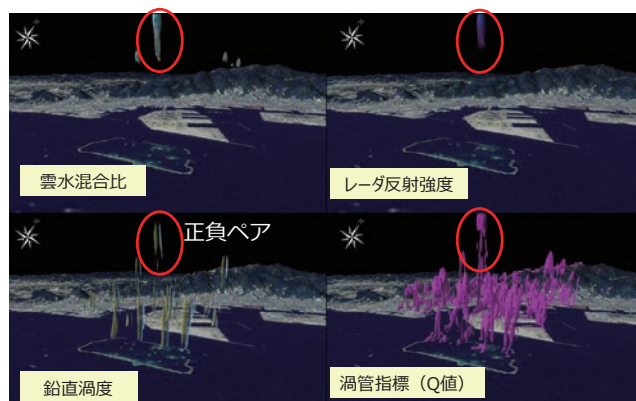 雲水混合比
レーダ反射強度
正負ペア
鉛直渦度
渦管指標（Q値）